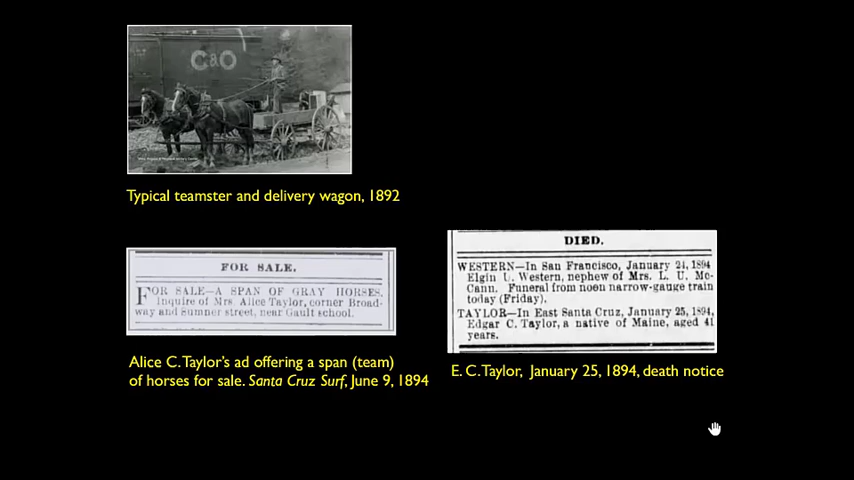 C&O
Typical teamster and delivery wagon, 1892
FOR SALE.
FOR SALE—A SPAN OF GRAY HORSES.
Inquire of Mrs. Alice Taylor, corner Broad-
way and Sumner street, near Gault school.
Alice C. Taylor's ad offering a span (team)
of horses for sale. Santa Cruz Surf, June 9, 1894
DIED.
WESTERN—In San Francisco, January 24, 1894
Elgin U. Western, nephew of Mrs. L. U. Mc-
Cann. Funeral from noon narrow-gauge train
today (Friday).
TAYLOR—In East Santa Cruz, January 25, 1894,
Edgar C. Taylor, a native of Maine, aged 41
years.
E. C. Taylor, January 25, 1894, death notice